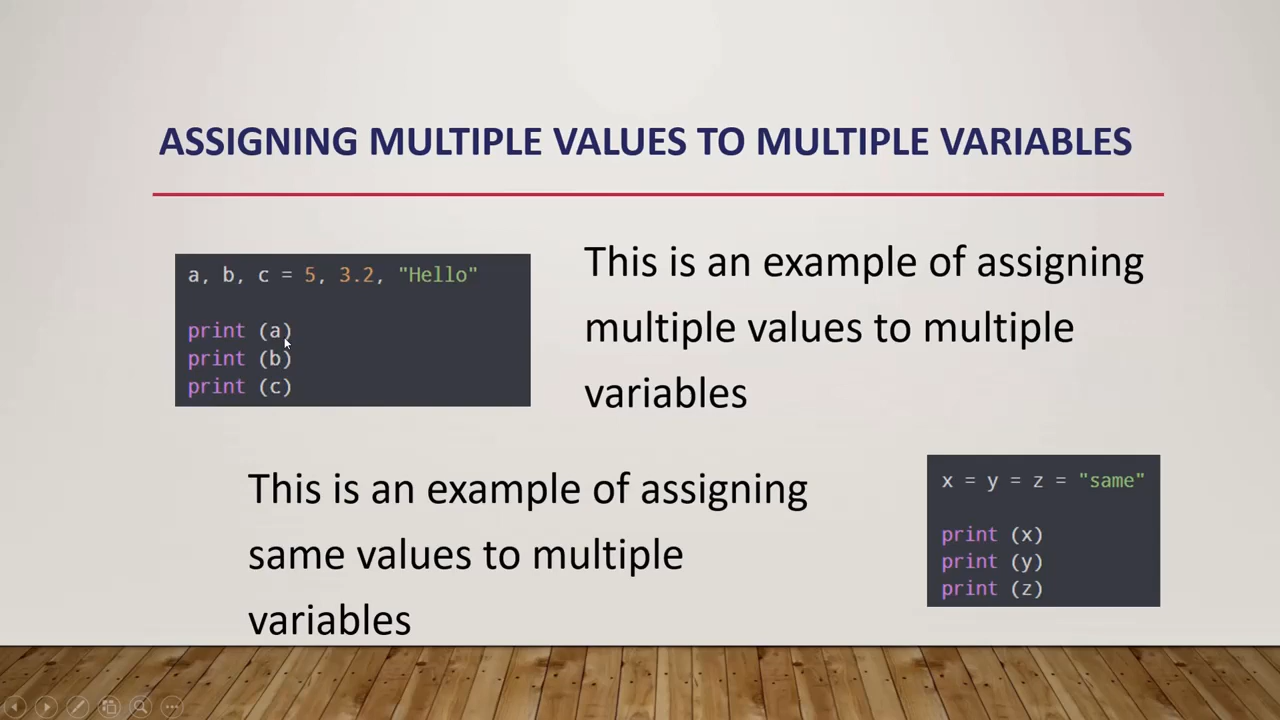 ASSIGNING MULTIPLE VALUES TO MULTIPLE VARIABLES
a, b, c = 5, 3.2, "Hello"
print (a)
print (b)
print (c)
This is an example of assigning
multiple values to multiple
variables
This is an example of assigning
same values to multiple
variables
x = y = z = "same"
print (x)
print (y)
print (z)